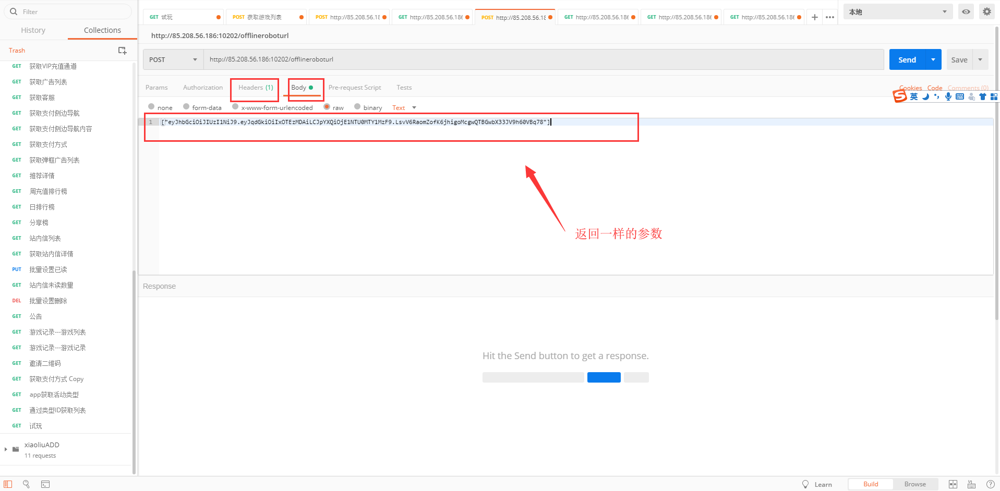 Filter
History
Collections
Trash
GET 获取VIP充值通道
GET 获取广告列表
GET 获取客服
GET 获取支付侧边导航
GET 获取支付侧边导航内容
GET 获取支付方式
GET 获取弹框广告列表
GET 推荐详情
GET 周充值排行榜
GET 日排行榜
GET 分享榜
GET 站内信列表
GET 获取站内信详情
PUT 批量设置已读
GET 站内信未读数量
DEL 批量设置删除
GET 公告
GET 游戏记录---游戏列表
GET 游戏记录---游戏记录
GET 邀请二维码
GET 获取支付方式 Copy
GET app获取活动类型
GET 通过类型ID获取列表
GET 试玩
xiaoliuADD
11 requests
GET 试玩
POST 获取游戏列表
POST http://85.208.56.18
GET http://85.208.56.186
POST http://85.208.56.18
GET http://85.208.56.186
GET http://85.208.56.186
GET http://85.208.56.186
本地
http://85.208.56.186:10202/offlineroboturl
POST
http://85.208.56.186:10202/offlineroboturl
Send
Save
Params
Authorization
Headers (1)
Body
Pre-request Script
Tests
Cookies
Code
Comments (0)
英
none
form-data
x-www-form-urlencoded
raw
binary
Text
1 ["eyJhbGciOiJIUzI1NiJ9.eyJqdGkiOiIxOTEzMDAiLCJpYXQiOjE1NTU0MTY1MzF9.LsvV6RaomZofK6jhigoMcgwQTBGwbX33JV9h60VBq78"]
返回一样的参数
Response
Hit the Send button to get a response.
Learn
Build
Browse